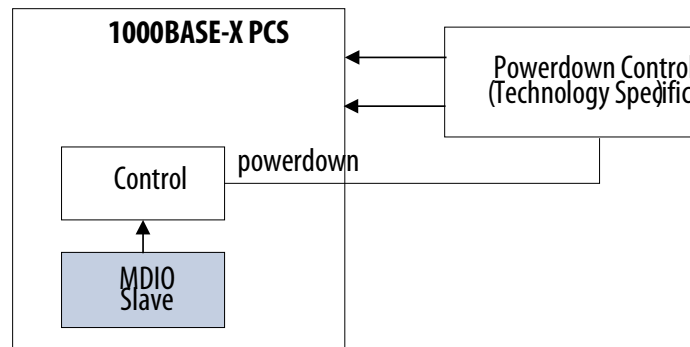 1000BASE-X PCS
Powerdown Control
(Technology Specific)
powerdown
Control
MDIO
Slave